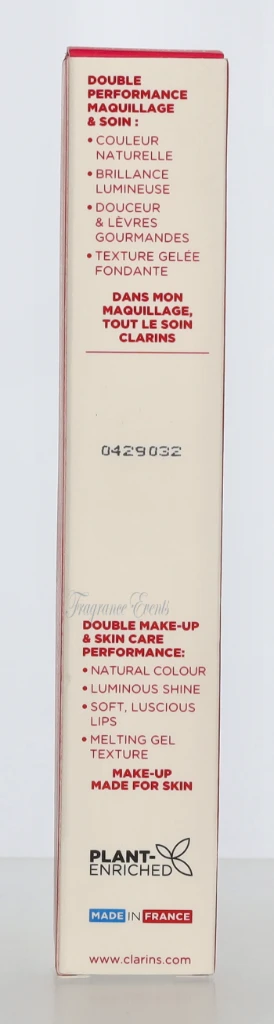 DOUBLE
PERFORMANCE
MAQUILLAGE
& SOIN :
• COULEUR
NATURELLE
• BRILLANCE
LUMINEUSE
• DOUCEUR
& LÈVRES
GOURMANDES
• TEXTURE GELÉE
FONDANTE
DANS MON
MAQUILLAGE,
TOUT LE SOIN
CLARINS
0429032
Fragrance Events
DOUBLE MAKE-UP
& SKIN CARE
PERFORMANCE:
• NATURAL COLOUR
• LUMINOUS SHINE
• SOFT, LUSCIOUS
LIPS
• MELTING GEL
TEXTURE
MAKE-UP
MADE FOR SKIN
PLANT-
ENRICHED
MADE IN FRANCE
www.clarins.com